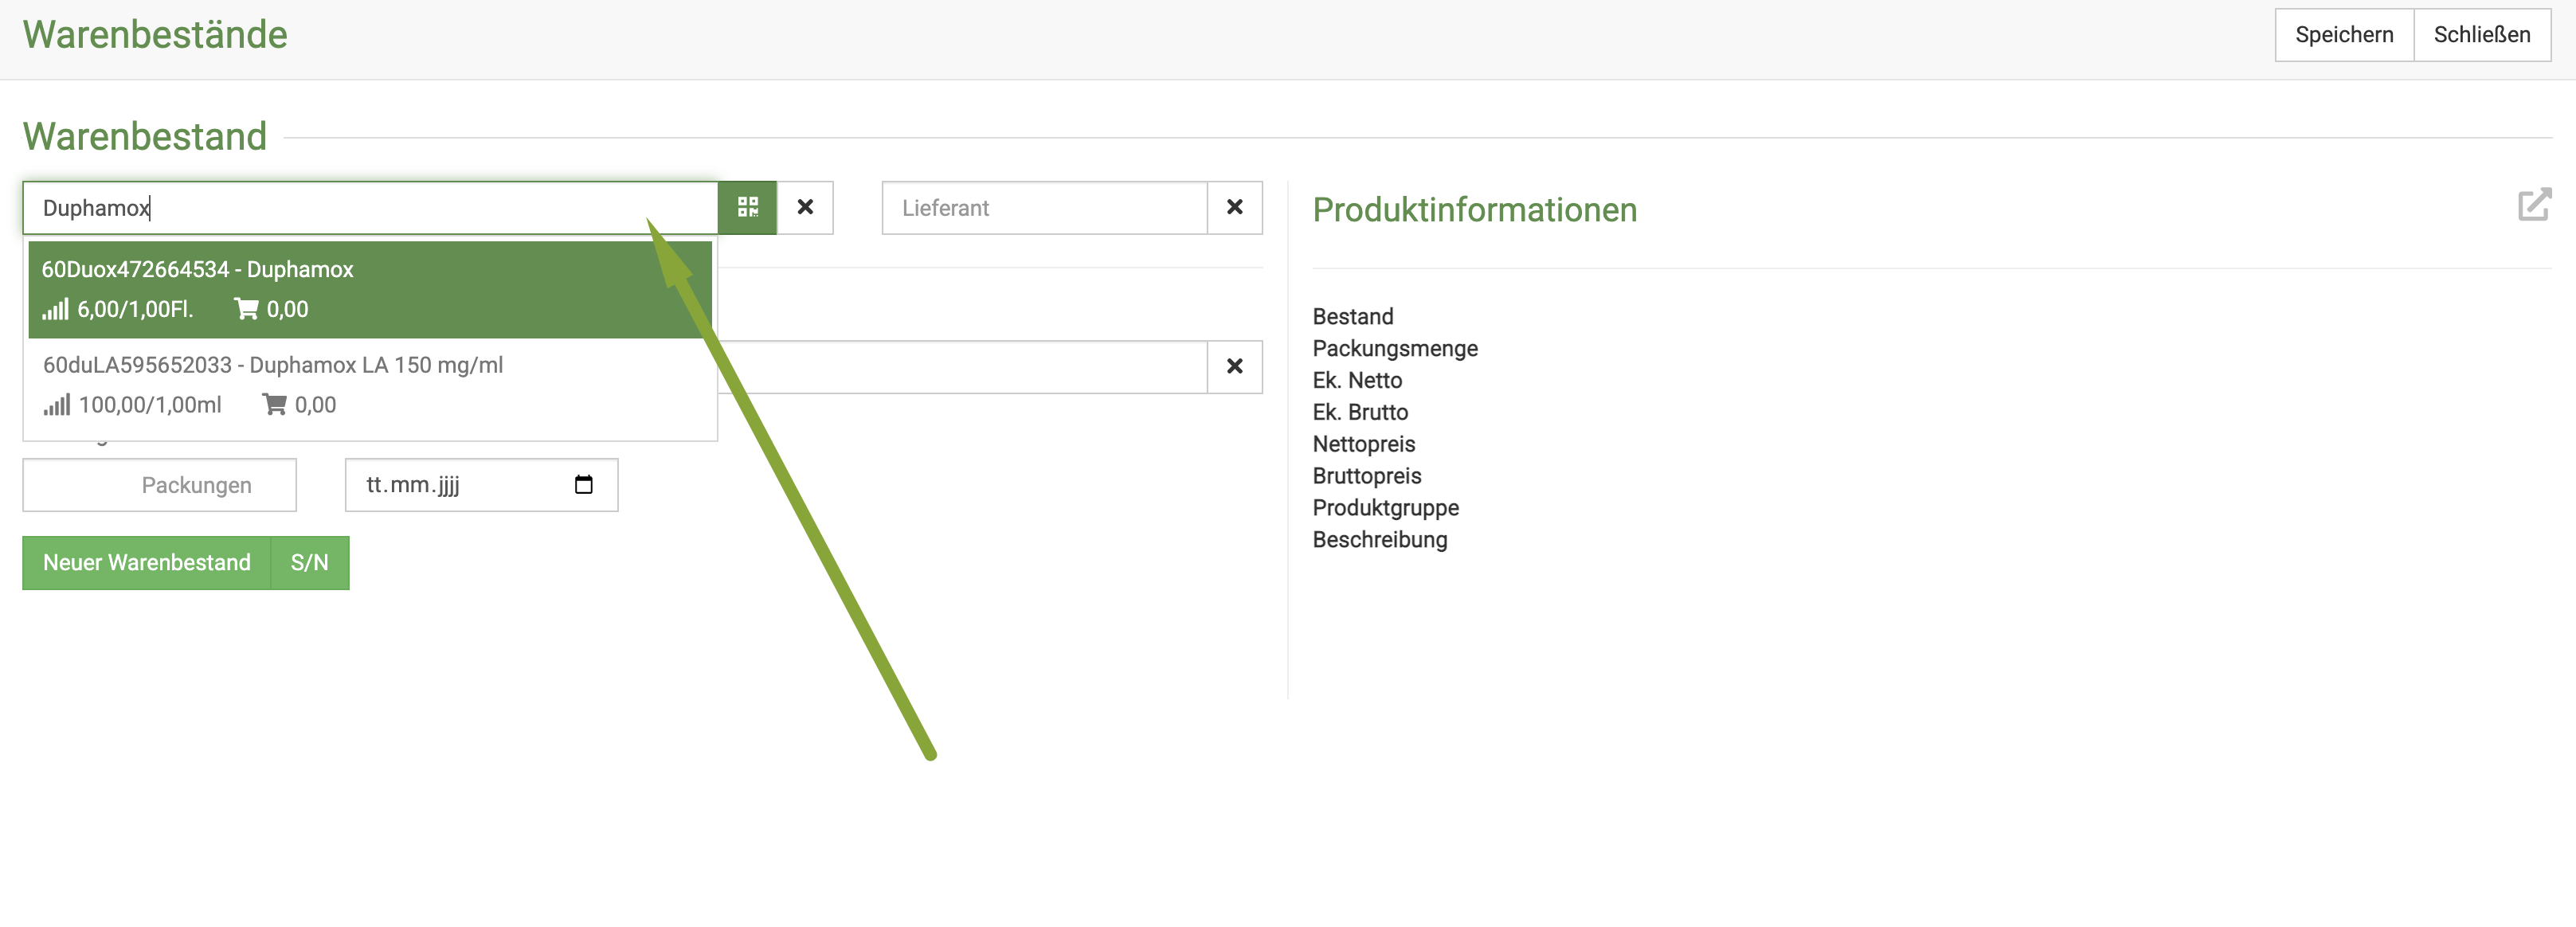 Warenbestände
Speichern
Schließen
Warenbestand
Duphamox
Lieferant
60Duox472664534 - Duphamox
6,00/1,00Fl.
0,00
60duLA595652033 - Duphamox LA 150 mg/ml
100,00/1,00ml
0,00
Packungen
tt.mm.jjjj
Neuer Warenbestand
S/N
Produktinformationen
Bestand
Packungsmenge
Ek. Netto
Ek. Brutto
Nettopreis
Bruttopreis
Produktgruppe
Beschreibung